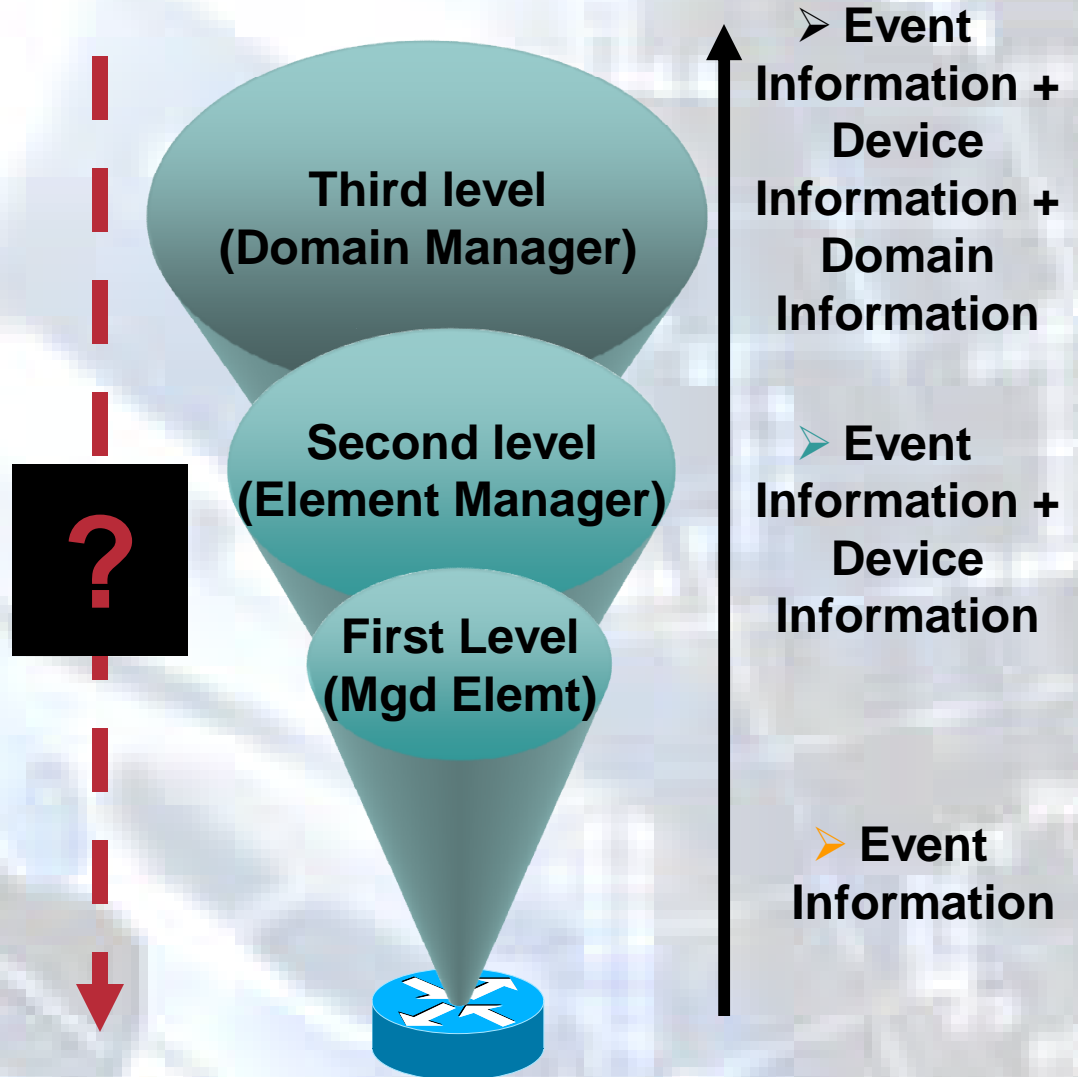 Third level
(Domain Manager)
Second level
(Element Manager)
First Level
(Mgd Elemt)
?
➢ Event
Information +
Device
Information +
Domain
Information
➢ Event
Information +
Device
Information
➢ Event
Information